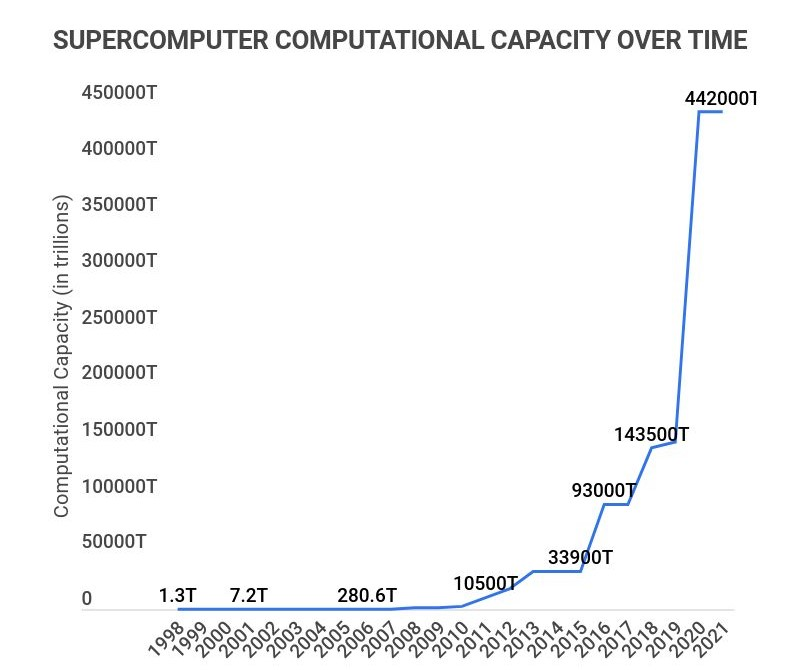 SUPERCOMPUTER COMPUTATIONAL CAPACITY OVER TIME
Computational Capacity (in trillions)
450000T
400000T
350000T
300000T
250000T
200000T
150000T
100000T
50000T
0
1.3T
7.2T
280.6T
10500T
33900T
93000T
143500T
442000T
1998
1999
2000
2001
2002
2003
2004
2005
2006
2007
2008
2009
2010
2011
2012
2013
2014
2015
2016
2017
2018
2019
2020
2021